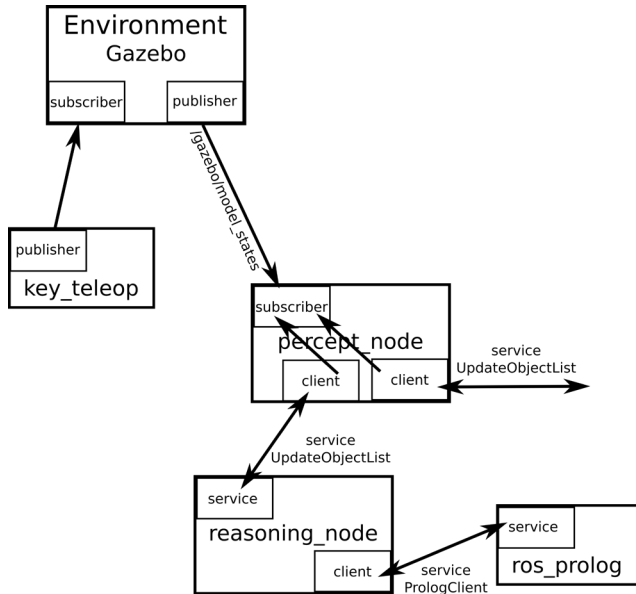 Environment
Gazebo
subscriber
publisher
/gazebo/model_states
publisher
key_teleop
subscriber
percept_node
client
client
service
UpdateObjectList
service
UpdateObjectList
service
reasoning_node
client
service
PrologClient
service
ros_prolog